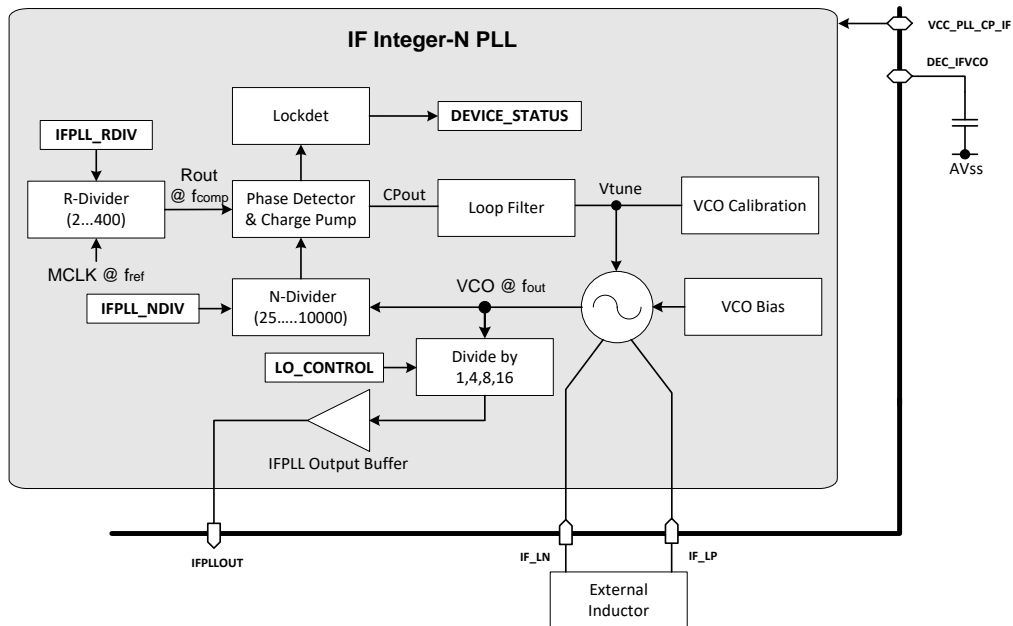 IF Integer-N PLL
VCC_PLL_CP_IF
DEC_IFVCO
AVss
Lockdet
DEVICE_STATUS
IFPLL_RDIV
R-Divider
(2...400)
Rout
@ fcomp
Phase Detector
& Charge Pump
CPout
Loop Filter
Vtune
VCO Calibration
MCLK @ fref
IFPLL_NDIV
N-Divider
(25.....10000)
VCO @ fout
VCO Bias
LO_CONTROL
Divide by
1,4,8,16
IFPLL Output Buffer
IFPLLOUT
IF_LN
IF_LP
External
Inductor